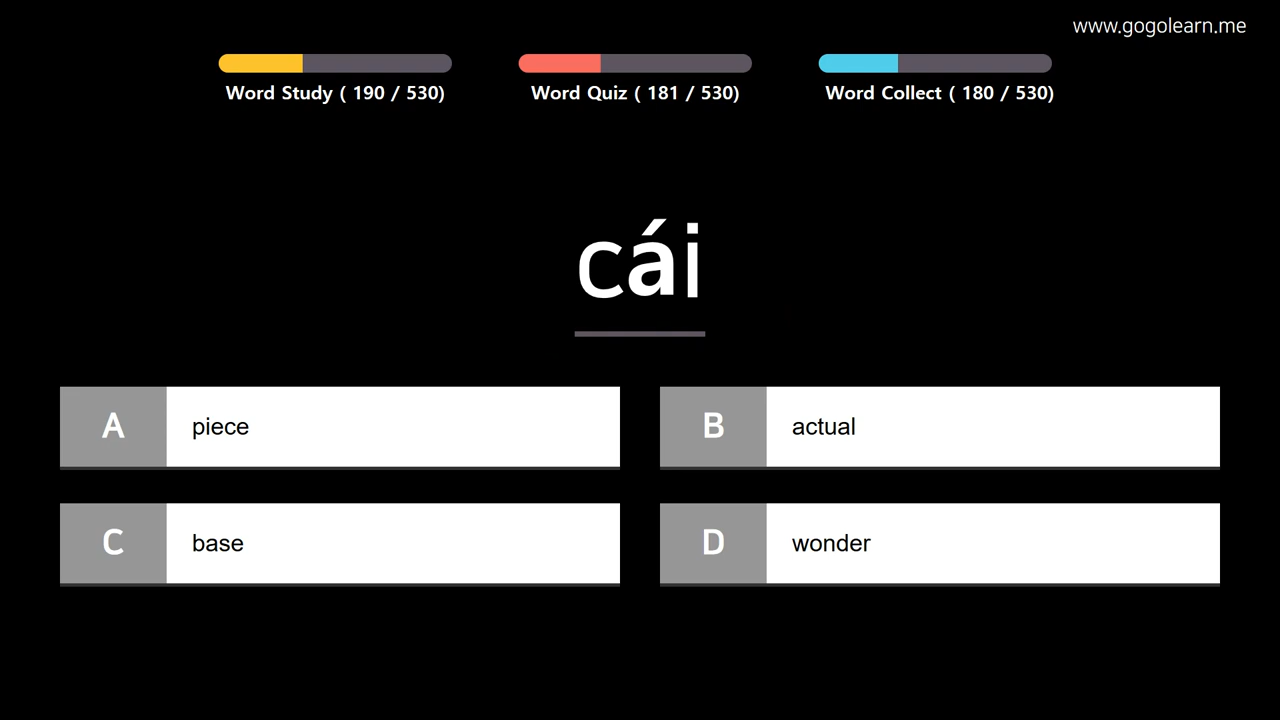 www.gogolearn.me
Word Study ( 190 / 530)
Word Quiz ( 181 / 530)
Word Collect ( 180 / 530)
cái
A piece
B actual
C base
D wonder